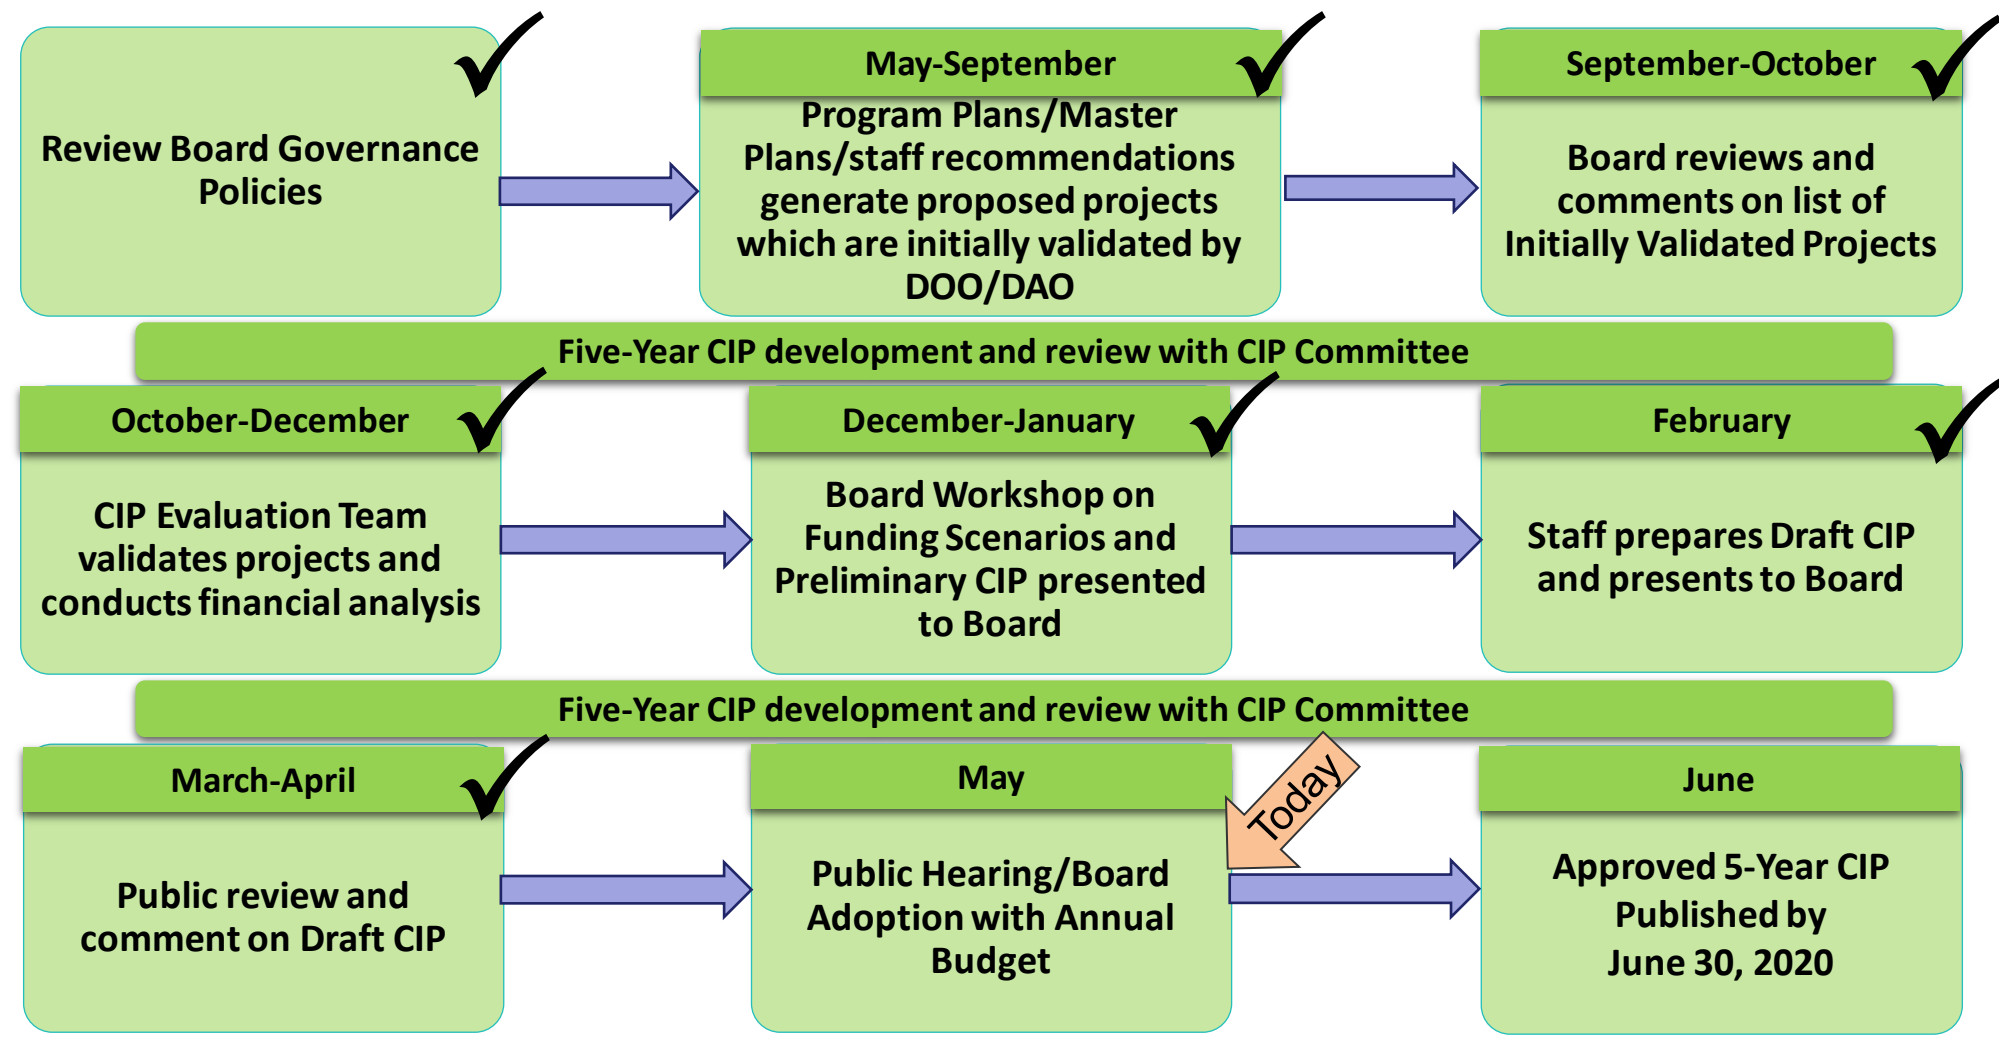 Review Board Governance
Policies
May-September
Program Plans/Master
Plans/staff recommendations
generate proposed projects
which are initially validated by
DOO/DAO
September-October
Board reviews and
comments on list of
Initially Validated Projects
Five-Year CIP development and review with CIP Committee
October-December
CIP Evaluation Team
validates projects and
conducts financial analysis
December-January
Board Workshop on
Funding Scenarios and
Preliminary CIP presented
to Board
February
Staff prepares Draft CIP
and presents to Board
Five-Year CIP development and review with CIP Committee
March-April
Public review and
comment on Draft CIP
May
Public Hearing/Board
Adoption with Annual
Budget
Today
June
Approved 5-Year CIP
Published by
June 30, 2020